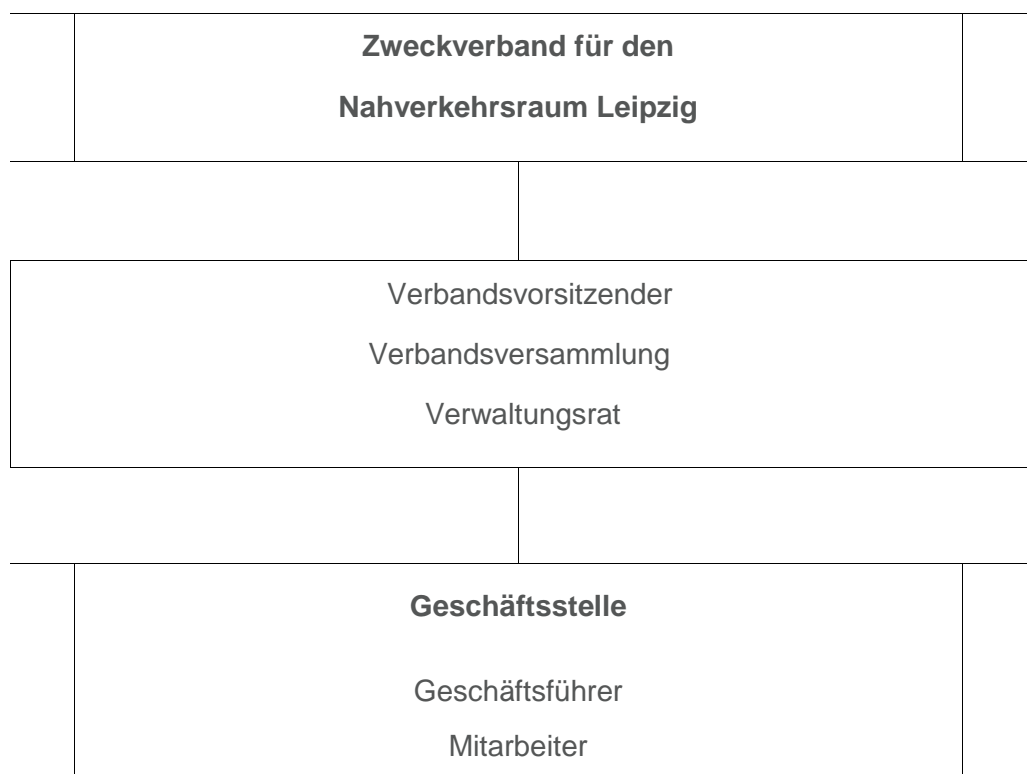 Zweckverband für den
Nahverkehrsraum Leipzig
Verbandsvorsitzender
Verbandsversammlung
Verwaltungsrat
Geschäftsstelle
Geschäftsführer
Mitarbeiter